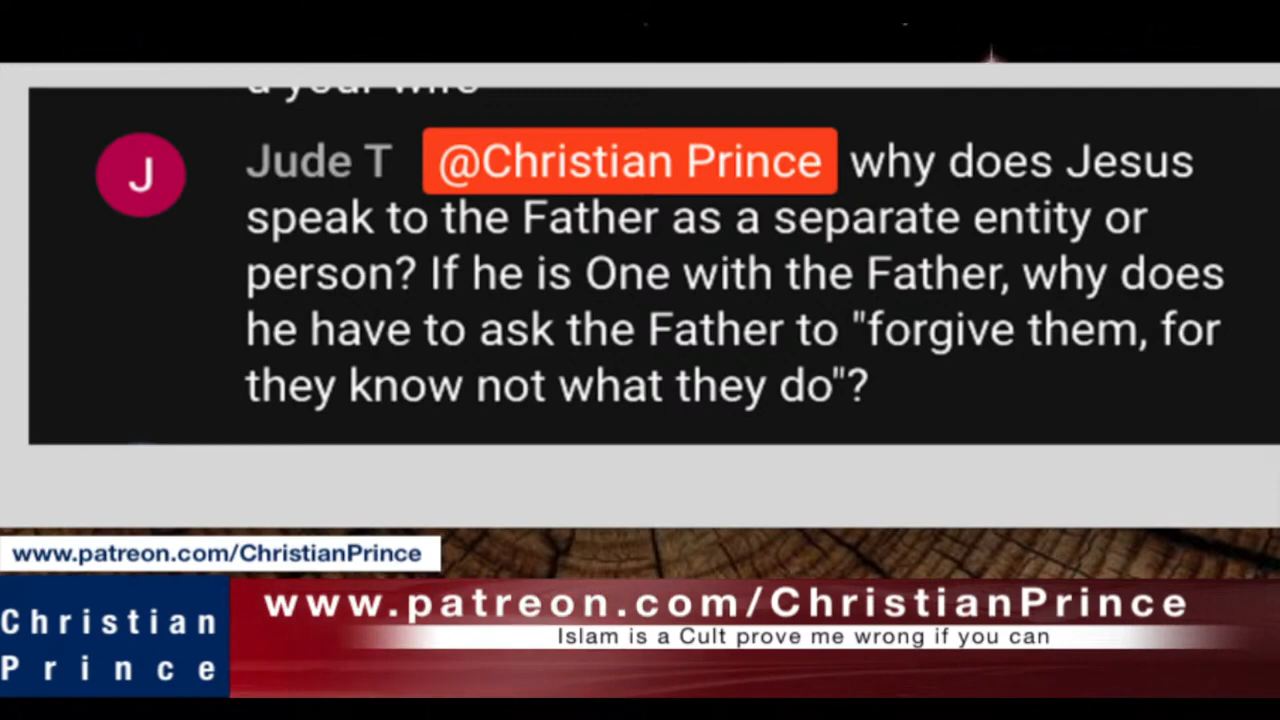 d your wife
J
Jude T @Christian Prince why does Jesus
speak to the Father as a separate entity or
person? If he is One with the Father, why does
he have to ask the Father to "forgive them, for
they know not what they do"?
www.patreon.com/ChristianPrince
Christian
Prince
www.patreon.com/ChristianPrince
Islam is a Cult prove me wrong if you can